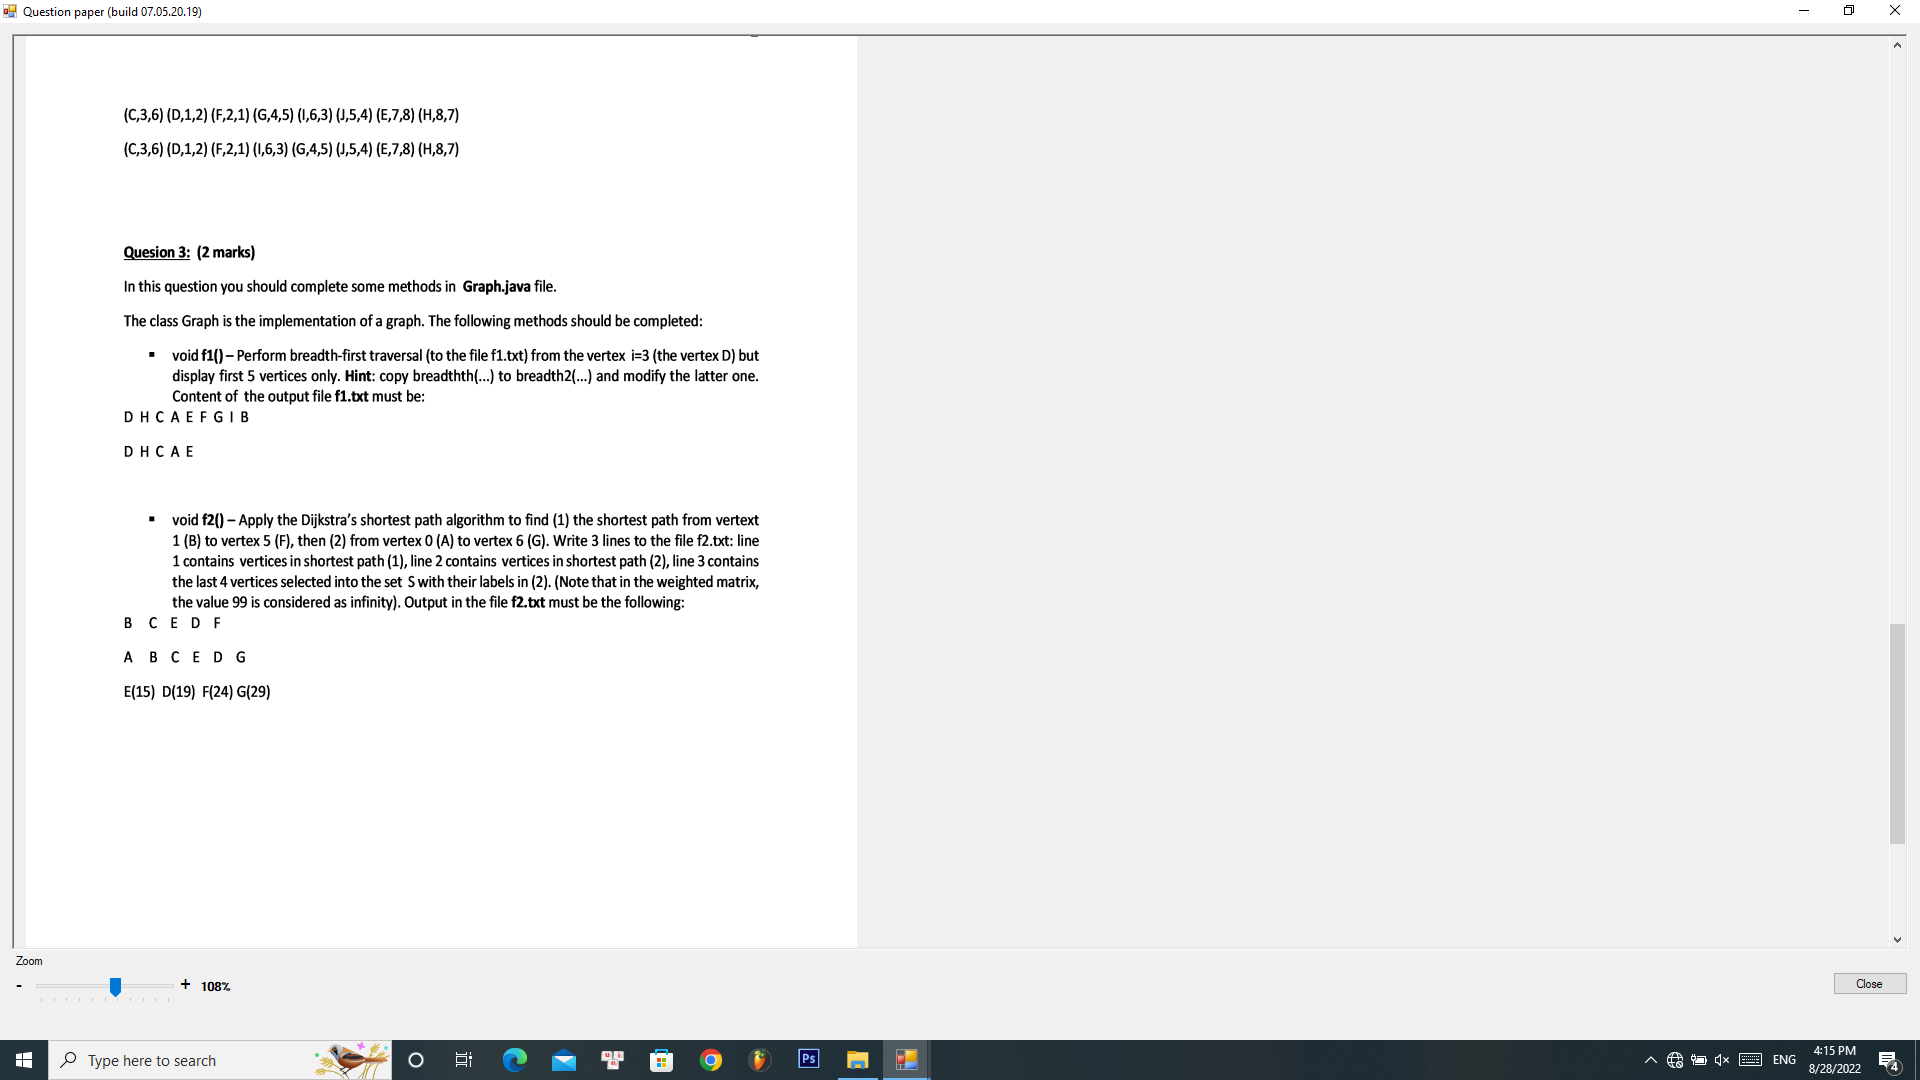 Question paper (build 07.05.20.19)
(C,3,6) (D,1,2) (F,2,1) (G,4,5) (I,6,3) (J,5,4) (E,7,8) (H,8,7)
(C,3,6) (D,1,2) (F,2,1) (I,6,3) (G,4,5) (J,5,4) (E,7,8) (H,8,7)
Quesion 3: (2 marks)
In this question you should complete some methods in Graph.java file.
The class Graph is the implementation of a graph. The following methods should be completed:
▪ void f1() – Perform breadth-first traversal (to the file f1.txt) from the vertex i=3 (the vertex D) but
display first 5 vertices only. Hint: copy breadthth(...) to breadth2(...) and modify the latter one.
Content of the output file f1.txt must be:
D H C A E F G I B
D H C A E
▪ void f2() – Apply the Dijkstra's shortest path algorithm to find (1) the shortest path from vertext
1 (B) to vertex 5 (F), then (2) from vertex 0 (A) to vertex 6 (G). Write 3 lines to the file f2.txt: line
1 contains vertices in shortest path (1), line 2 contains vertices in shortest path (2), line 3 contains
the last 4 vertices selected into the set S with their labels in (2). (Note that in the weighted matrix,
the value 99 is considered as infinity). Output in the file f2.txt must be the following:
B C E D F
A B C E D G
E(15) D(19) F(24) G(29)
Zoom
- + 108%
Close
Type here to search
Ps
ENG
4:15 PM
8/28/2022
4